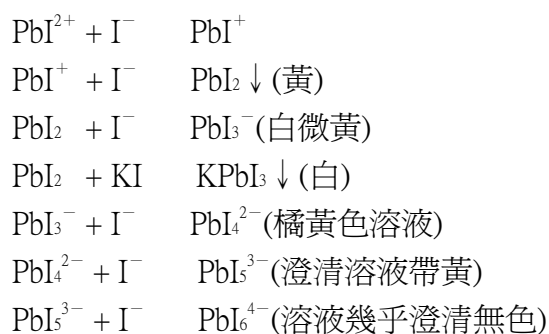 PbI²⁺ + I⁻ PbI⁺
PbI⁺ + I⁻ PbI₂↓(黃)
PbI₂ + I⁻ PbI₃⁻(白微黃)
PbI₂ + KI KPbI₃↓(白)
PbI₃⁻ + I⁻ PbI₄²⁻(橘黃色溶液)
PbI₄²⁻ + I⁻ PbI₅³⁻(澄清溶液帶黃)
PbI₅³⁻ + I⁻ PbI₆⁴⁻(溶液幾乎澄清無色)